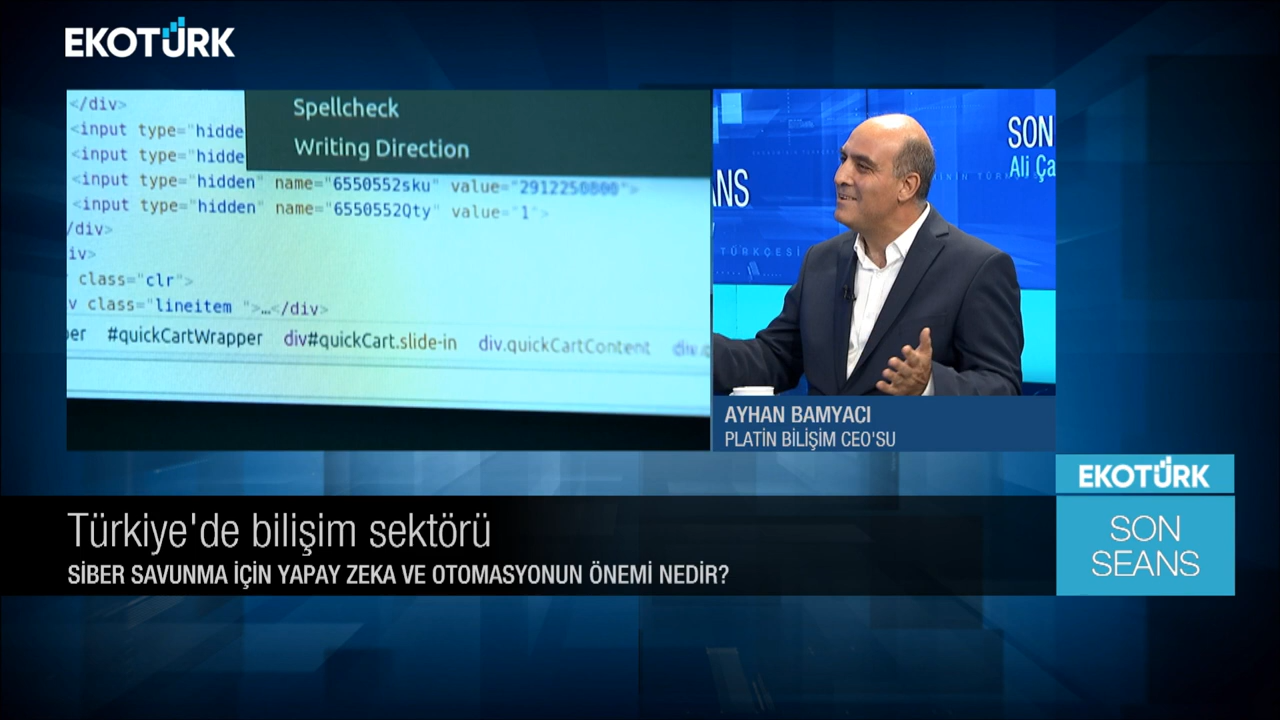 EKOTÜRK
</div>
<input type="hidde
<input type="hidde
<input type="hidden" name="6550552sku" value="2912250800">
<input type="hidden" name="6550552Qty" value="1">
/div>
iv>
class="clr">
v class="lineitem ">…</div>
per #quickCartWrapper div#quickCart.slide-in div.quickCartContent
Spellcheck
Writing Direction
SON
Ali Ça
ANS
TÜRKÇESİ
AYHAN BAMYACI
PLATİN BİLİŞİM CEO'SU
EKOTÜRK
SON
SEANS
Türkiye'de bilişim sektörü
SİBER SAVUNMA İÇİN YAPAY ZEKA VE OTOMASYONUN ÖNEMİ NEDİR?